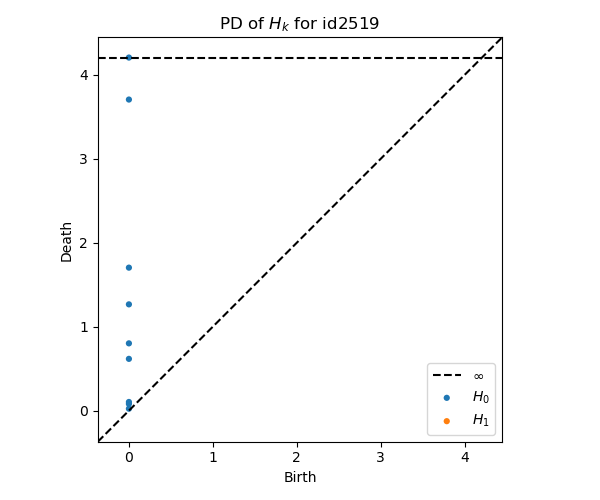 PD of $H_k$ for id2519
Death
4
3
2
1
0
0 1 2 3 4
Birth
∞
$H_0$
$H_1$